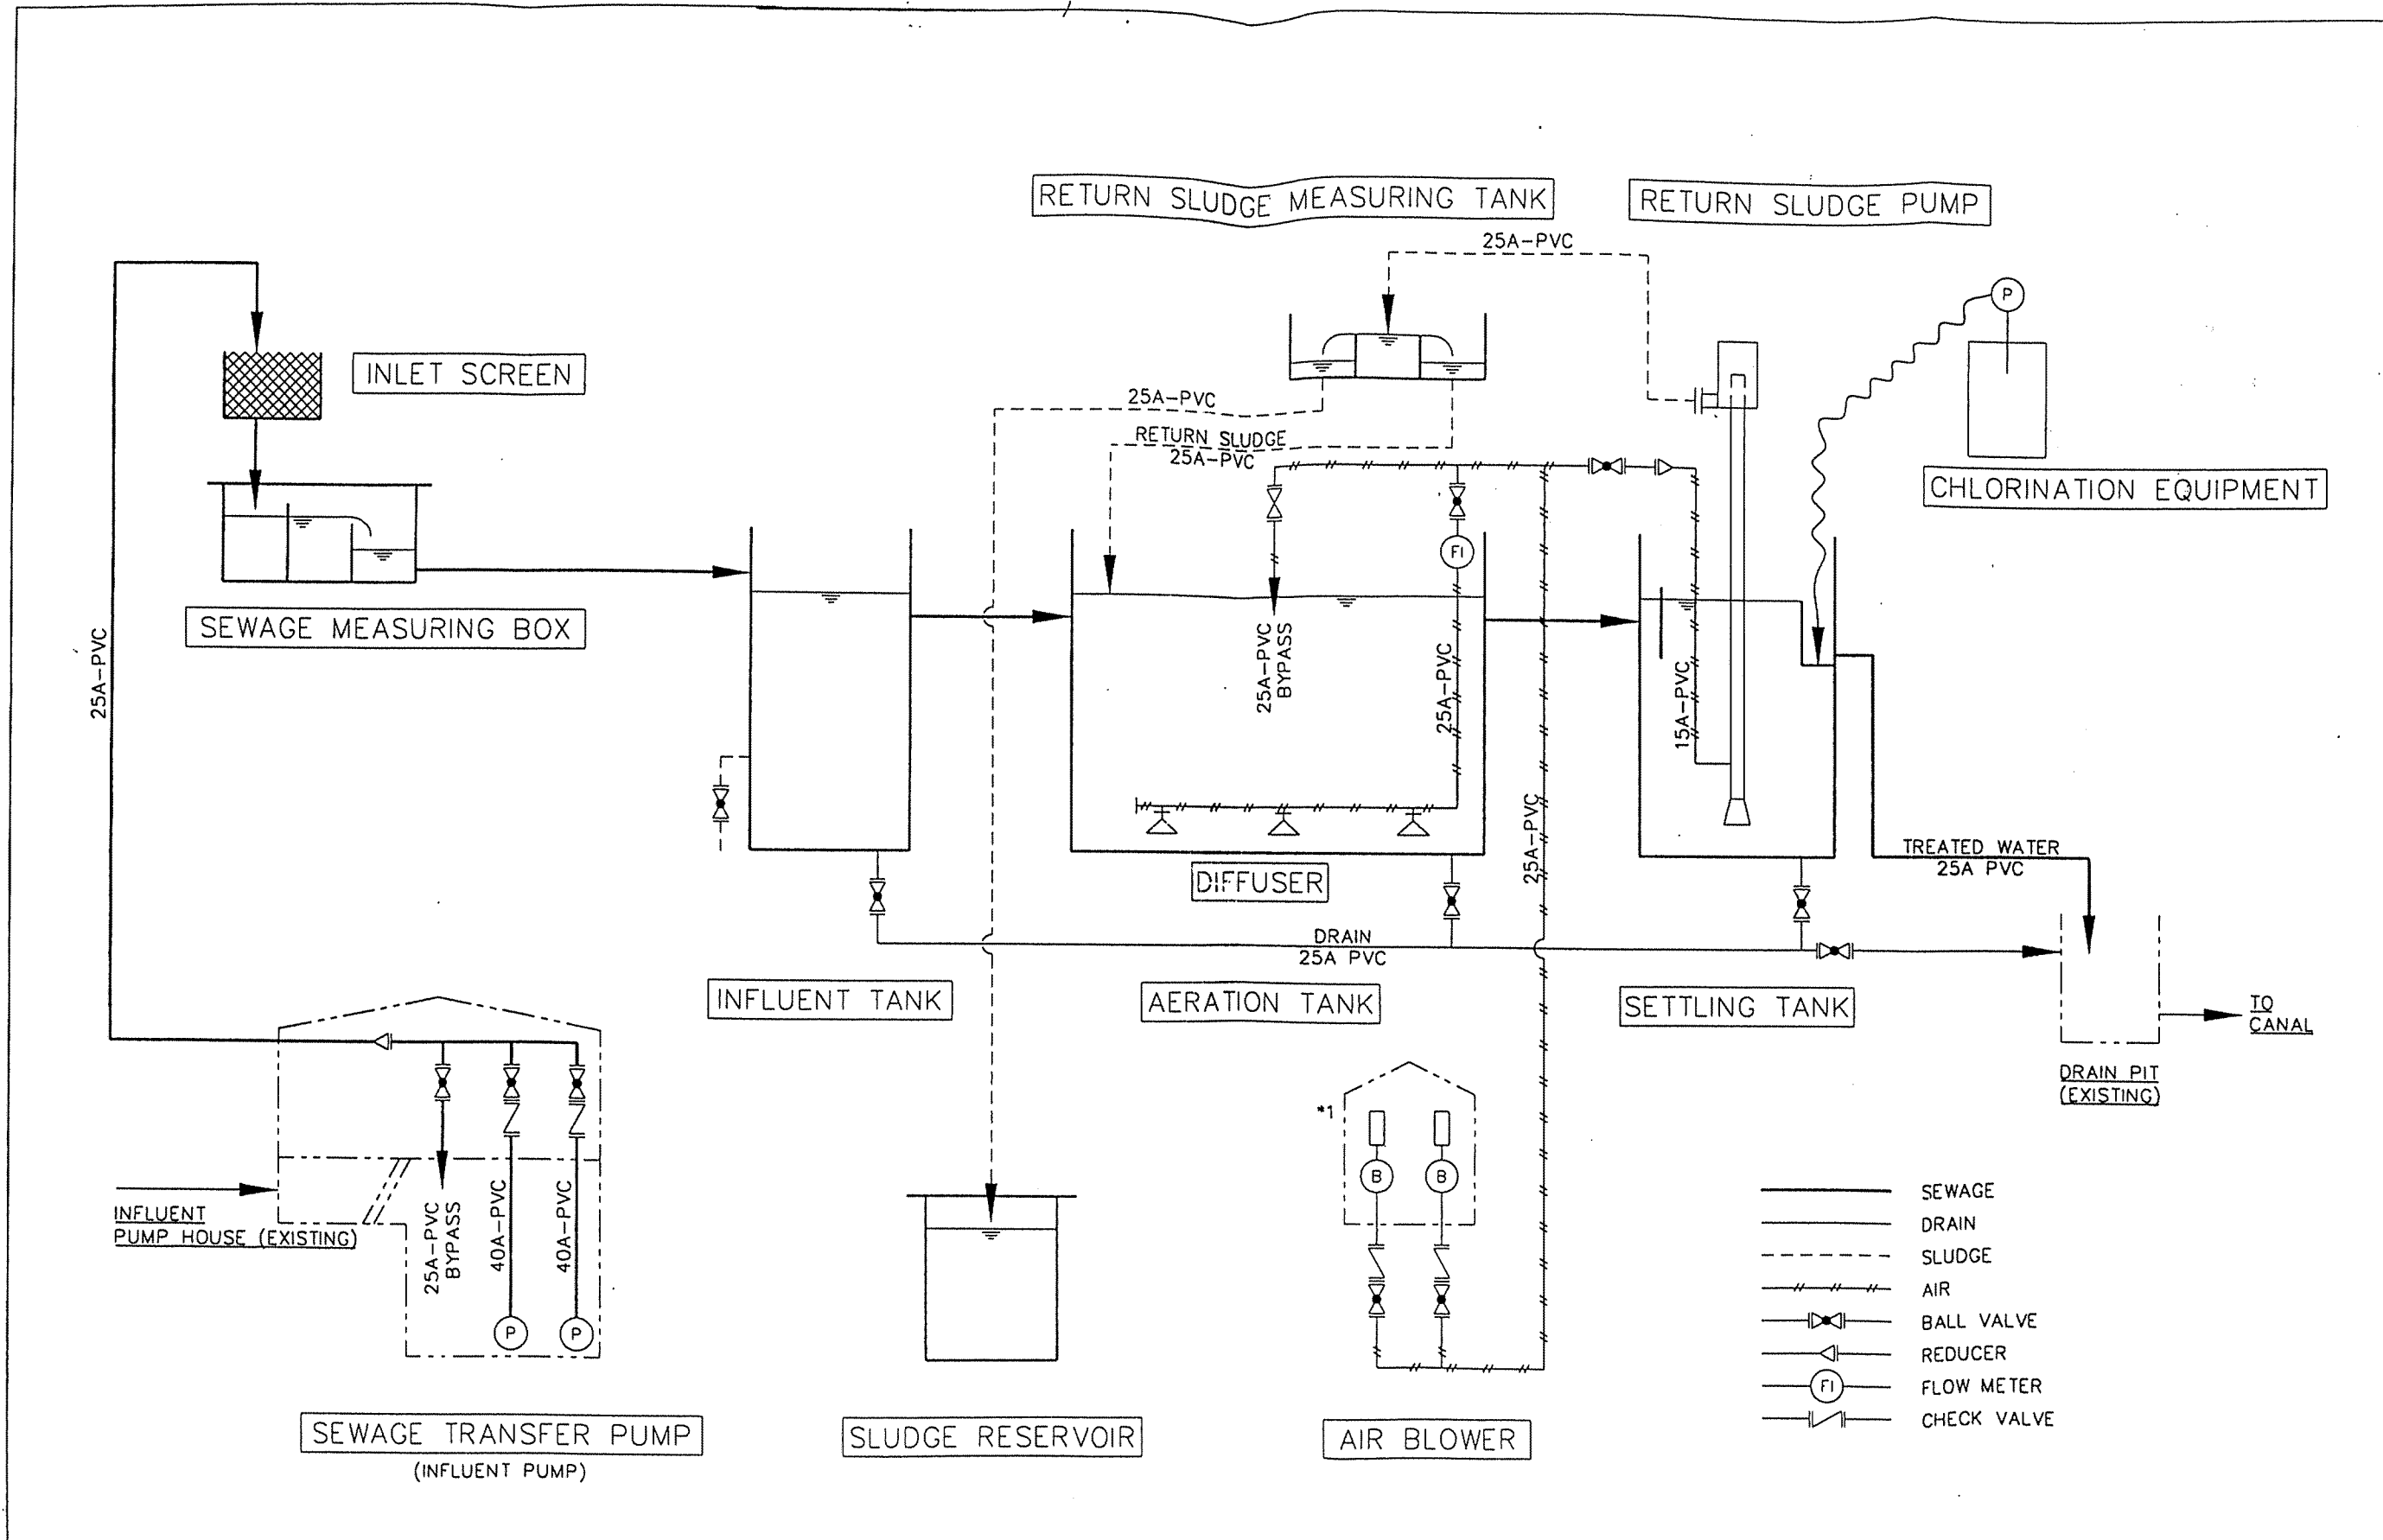 RETURN SLUDGE MEASURING TANK
RETURN SLUDGE PUMP
25A-PVC
P
INLET SCREEN
25A-PVC
RETURN SLUDGE
25A-PVC
CHLORINATION EQUIPMENT
FI
SEWAGE MEASURING BOX
25A-PVC
25A-PVC
BYPASS
25A-PVC
15A-PVC
25A-PVC
TREATED WATER
25A PVC
DIFFUSER
DRAIN
25A PVC
INFLUENT TANK
AERATION TANK
SETTLING TANK
TO
CANAL
DRAIN PIT
(EXISTING)
*1
B
B
INFLUENT
PUMP HOUSE (EXISTING)
25A-PVC
BYPASS
40A-PVC
40A-PVC
P
P
SEWAGE
DRAIN
SLUDGE
AIR
BALL VALVE
REDUCER
FI
FLOW METER
CHECK VALVE
SEWAGE TRANSFER PUMP
(INFLUENT PUMP)
SLUDGE RESERVOIR
AIR BLOWER